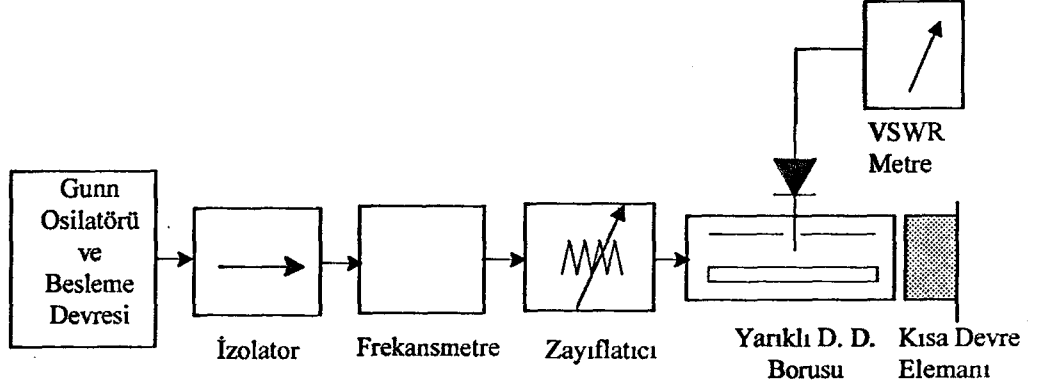 VSWR
Metre
Gunn
Osilatörü
ve
Besleme
Devresi
İzolator
Frekansmetre
Zayıflatıcı
Yarıklı D. D.
Borusu
Kısa Devre
Elemanı